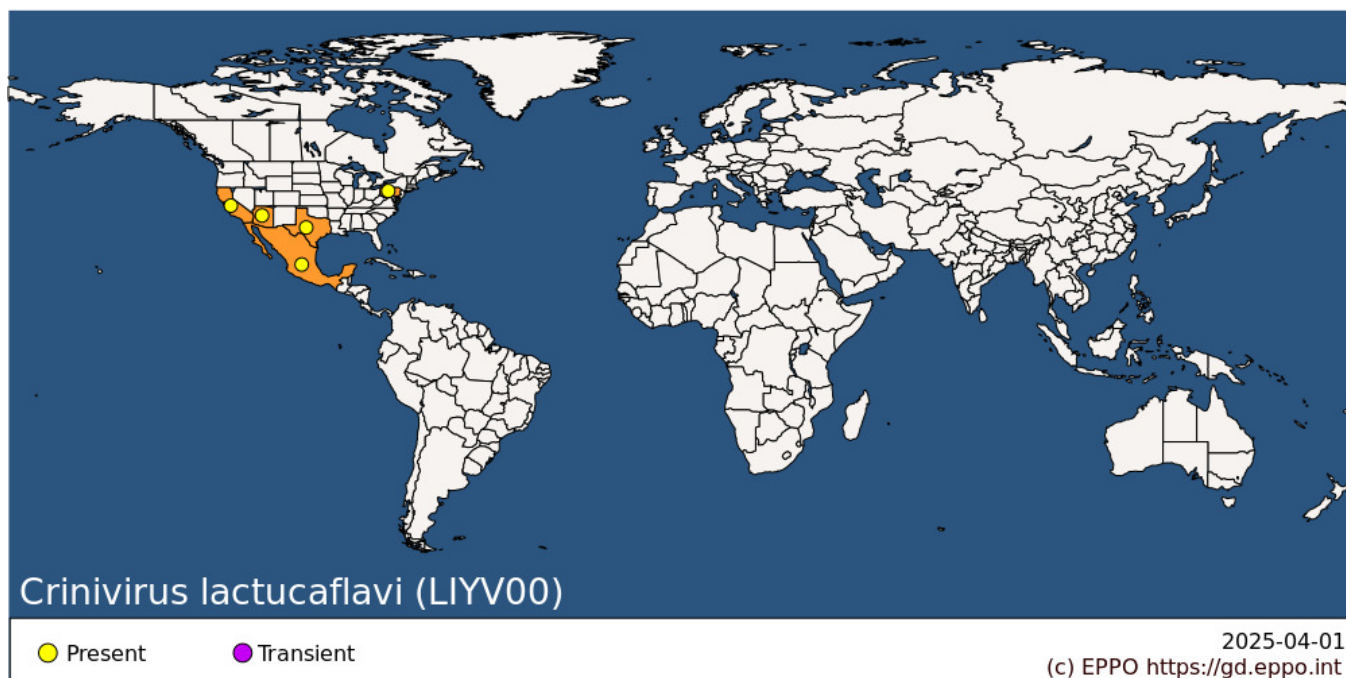 Crinivirus lactucaflavi (LIYV00)
Present
Transient
2025-04-01
(c) EPPO https://gd.eppo.int